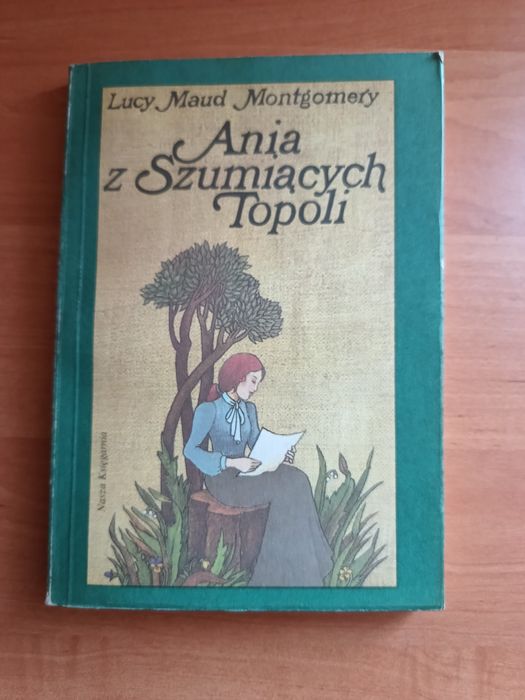 Lucy Maud Montgomery
Ania
z Szumiących
Topoli
Nasza Księgarnia